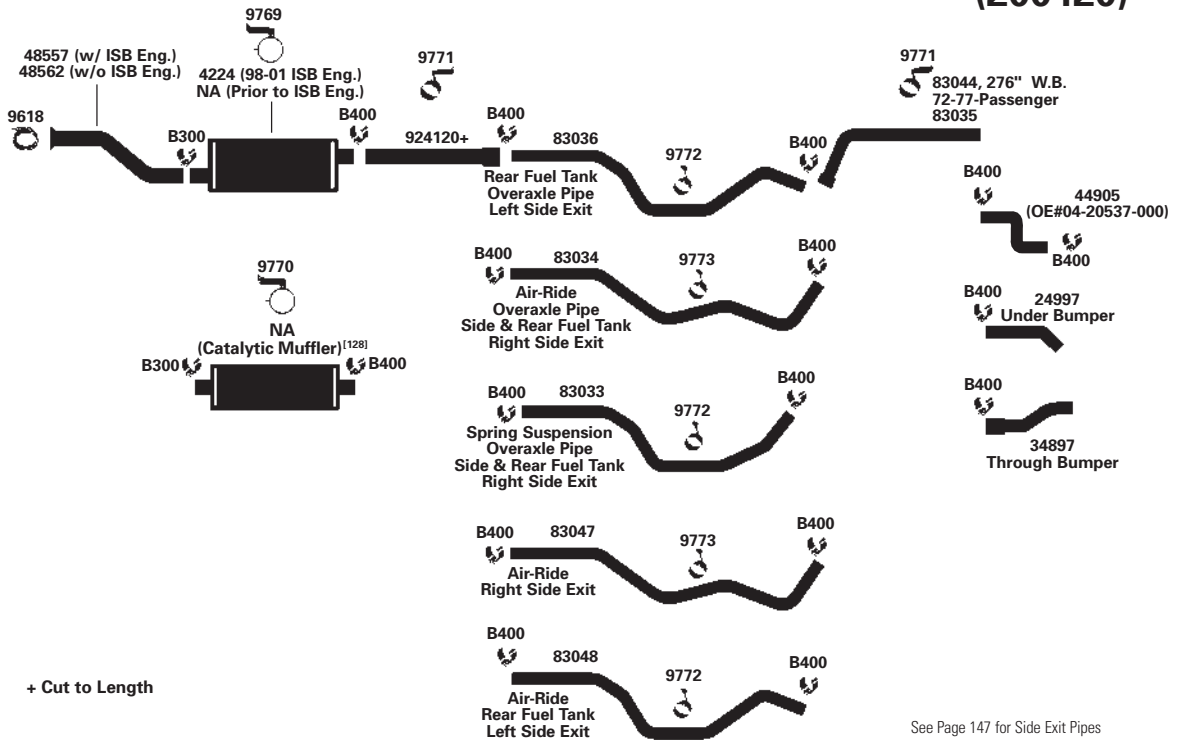 9769
48557 (w/ ISB Eng.)
48562 (w/o ISB Eng.)
4224 (98-01 ISB Eng.)
NA (Prior to ISB Eng.)
9771
9771
83044, 276" W.B.
72-77-Passenger
83035
9618
B300
B400
924120+
B400
83036
9772
B400
Rear Fuel Tank
Overaxle Pipe
Left Side Exit
B400
44905
(OE#04-20537-000)
B400
9770
NA
(Catalytic Muffler)[128]
B300
B400
B400
83034
9773
B400
Air-Ride
Overaxle Pipe
Side & Rear Fuel Tank
Right Side Exit
B400
24997
Under Bumper
B400
83033
9772
B400
Spring Suspension
Overaxle Pipe
Side & Rear Fuel Tank
Right Side Exit
B400
34897
Through Bumper
B400
83047
9773
B400
Air-Ride
Right Side Exit
B400
83048
9772
B400
Air-Ride
Rear Fuel Tank
Left Side Exit
+ Cut to Length
See Page 147 for Side Exit Pipes